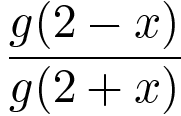 g(2 − x)
g(2 + x)